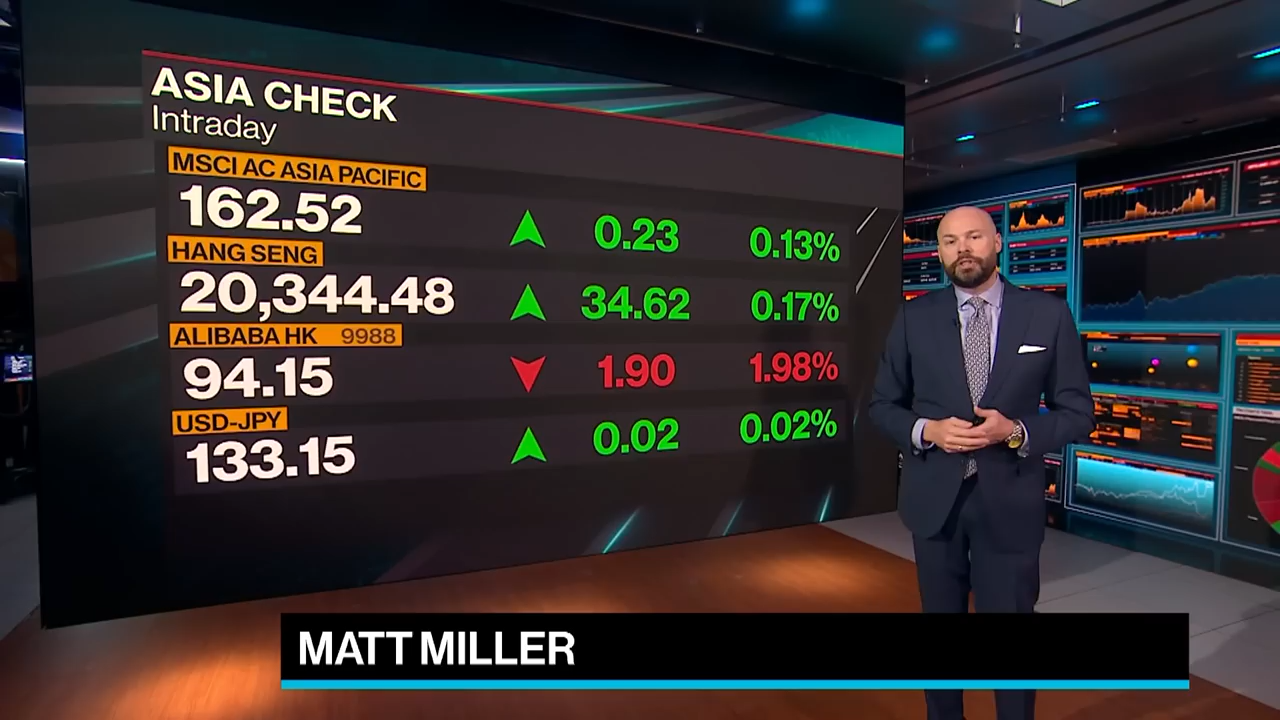 ASIA CHECK
Intraday
MSCI AC ASIA PACIFIC
162.52 ▲ 0.23 0.13%
HANG SENG
20,344.48 ▲ 34.62 0.17%
ALIBABA HK 9988
94.15 ▼ 1.90 1.98%
USD-JPY
133.15 ▲ 0.02 0.02%
MATT MILLER